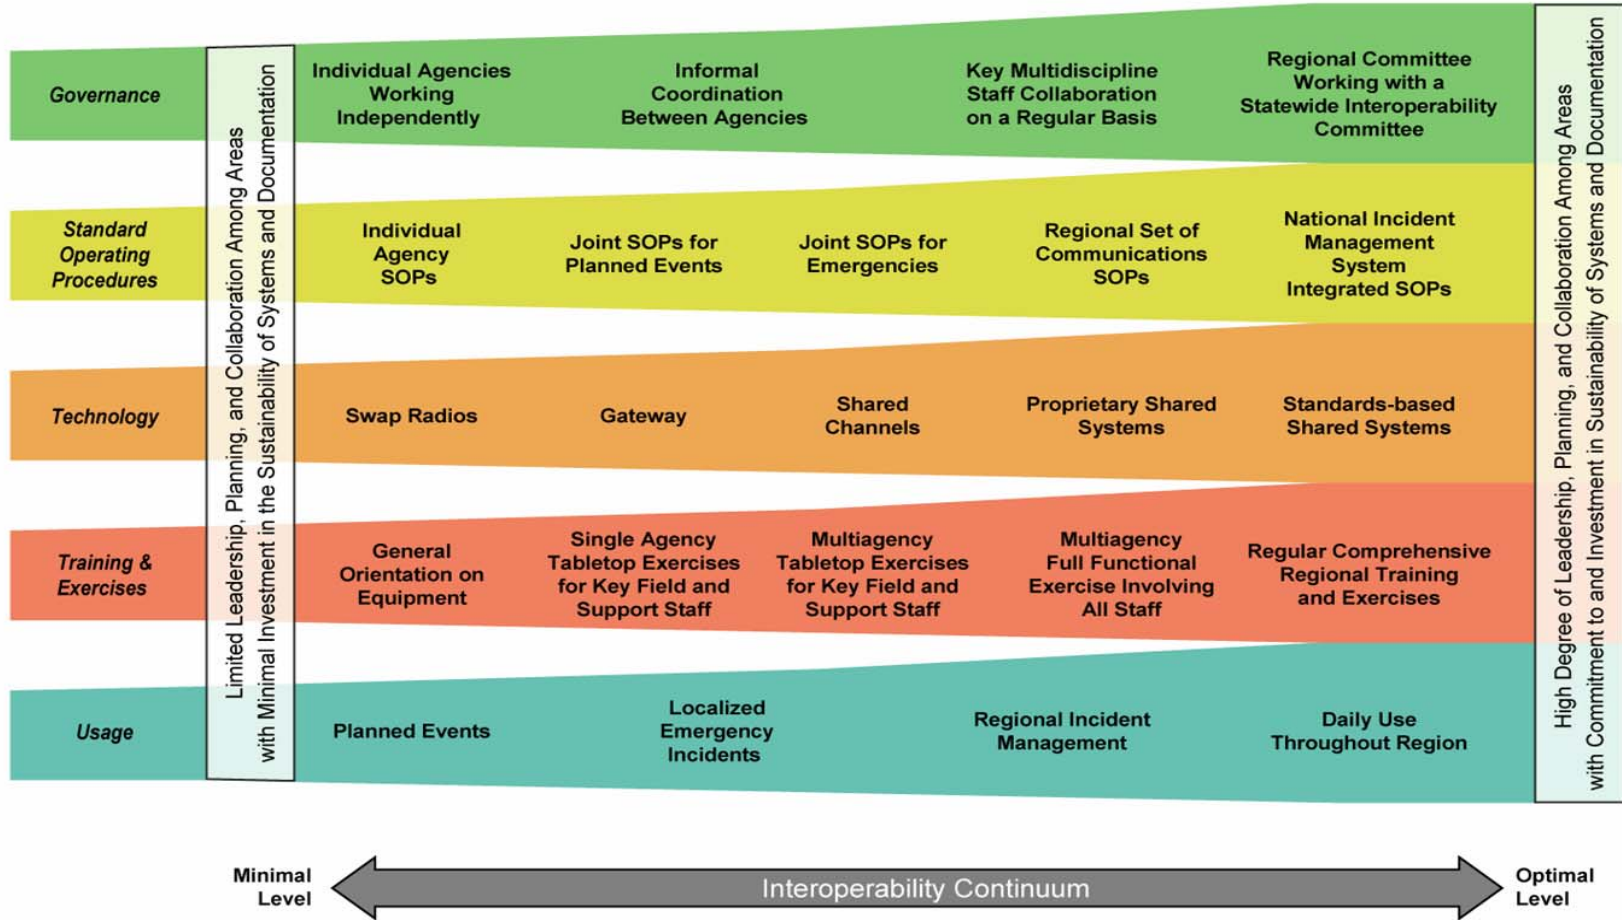 Governance
Individual Agencies
Working
Independently
Informal
Coordination
Between Agencies
Key Multidiscipline
Staff Collaboration
on a Regular Basis
Regional Committee
Working with a
Statewide Interoperability
Committee
Standard
Operating
Procedures
Individual
Agency
SOPs
Joint SOPs for
Planned Events
Joint SOPs for
Emergencies
Regional Set of
Communications
SOPs
National Incident
Management
System
Integrated SOPs
Technology
Swap Radios
Gateway
Shared
Channels
Proprietary Shared
Systems
Standards-based
Shared Systems
Training &
Exercises
General
Orientation on
Equipment
Single Agency
Tabletop Exercises
for Key Field and
Support Staff
Multiagency
Tabletop Exercises
for Key Field and
Support Staff
Multiagency
Full Functional
Exercise Involving
All Staff
Regular Comprehensive
Regional Training
and Exercises
Usage
Planned Events
Localized
Emergency
Incidents
Regional Incident
Management
Daily Use
Throughout Region
Limited Leadership, Planning, and Collaboration Among Areas
with Minimal Investment in the Sustainability of Systems and Documentation
High Degree of Leadership, Planning, and Collaboration Among Areas
with Commitment to and Investment in Sustainability of Systems and Documentation
Minimal
Level
Interoperability Continuum
Optimal
Level